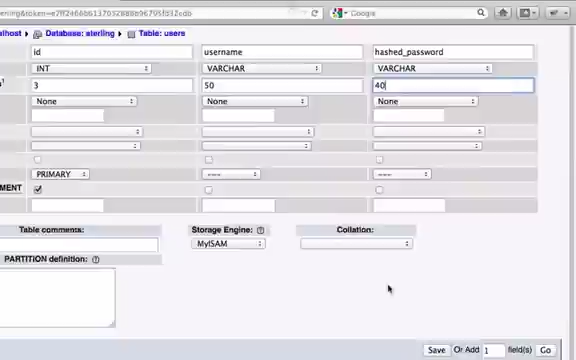 Google
lhost ▸ Database: sterling ▸ Table: users
id username hashed_password
INT VARCHAR VARCHAR
3 50 40
None None None
PRIMARY --- ---
MENT
Table comments: Storage Engine: Collation:
MyISAM
PARTITION definition:
Save Or Add 1 field(s) Go